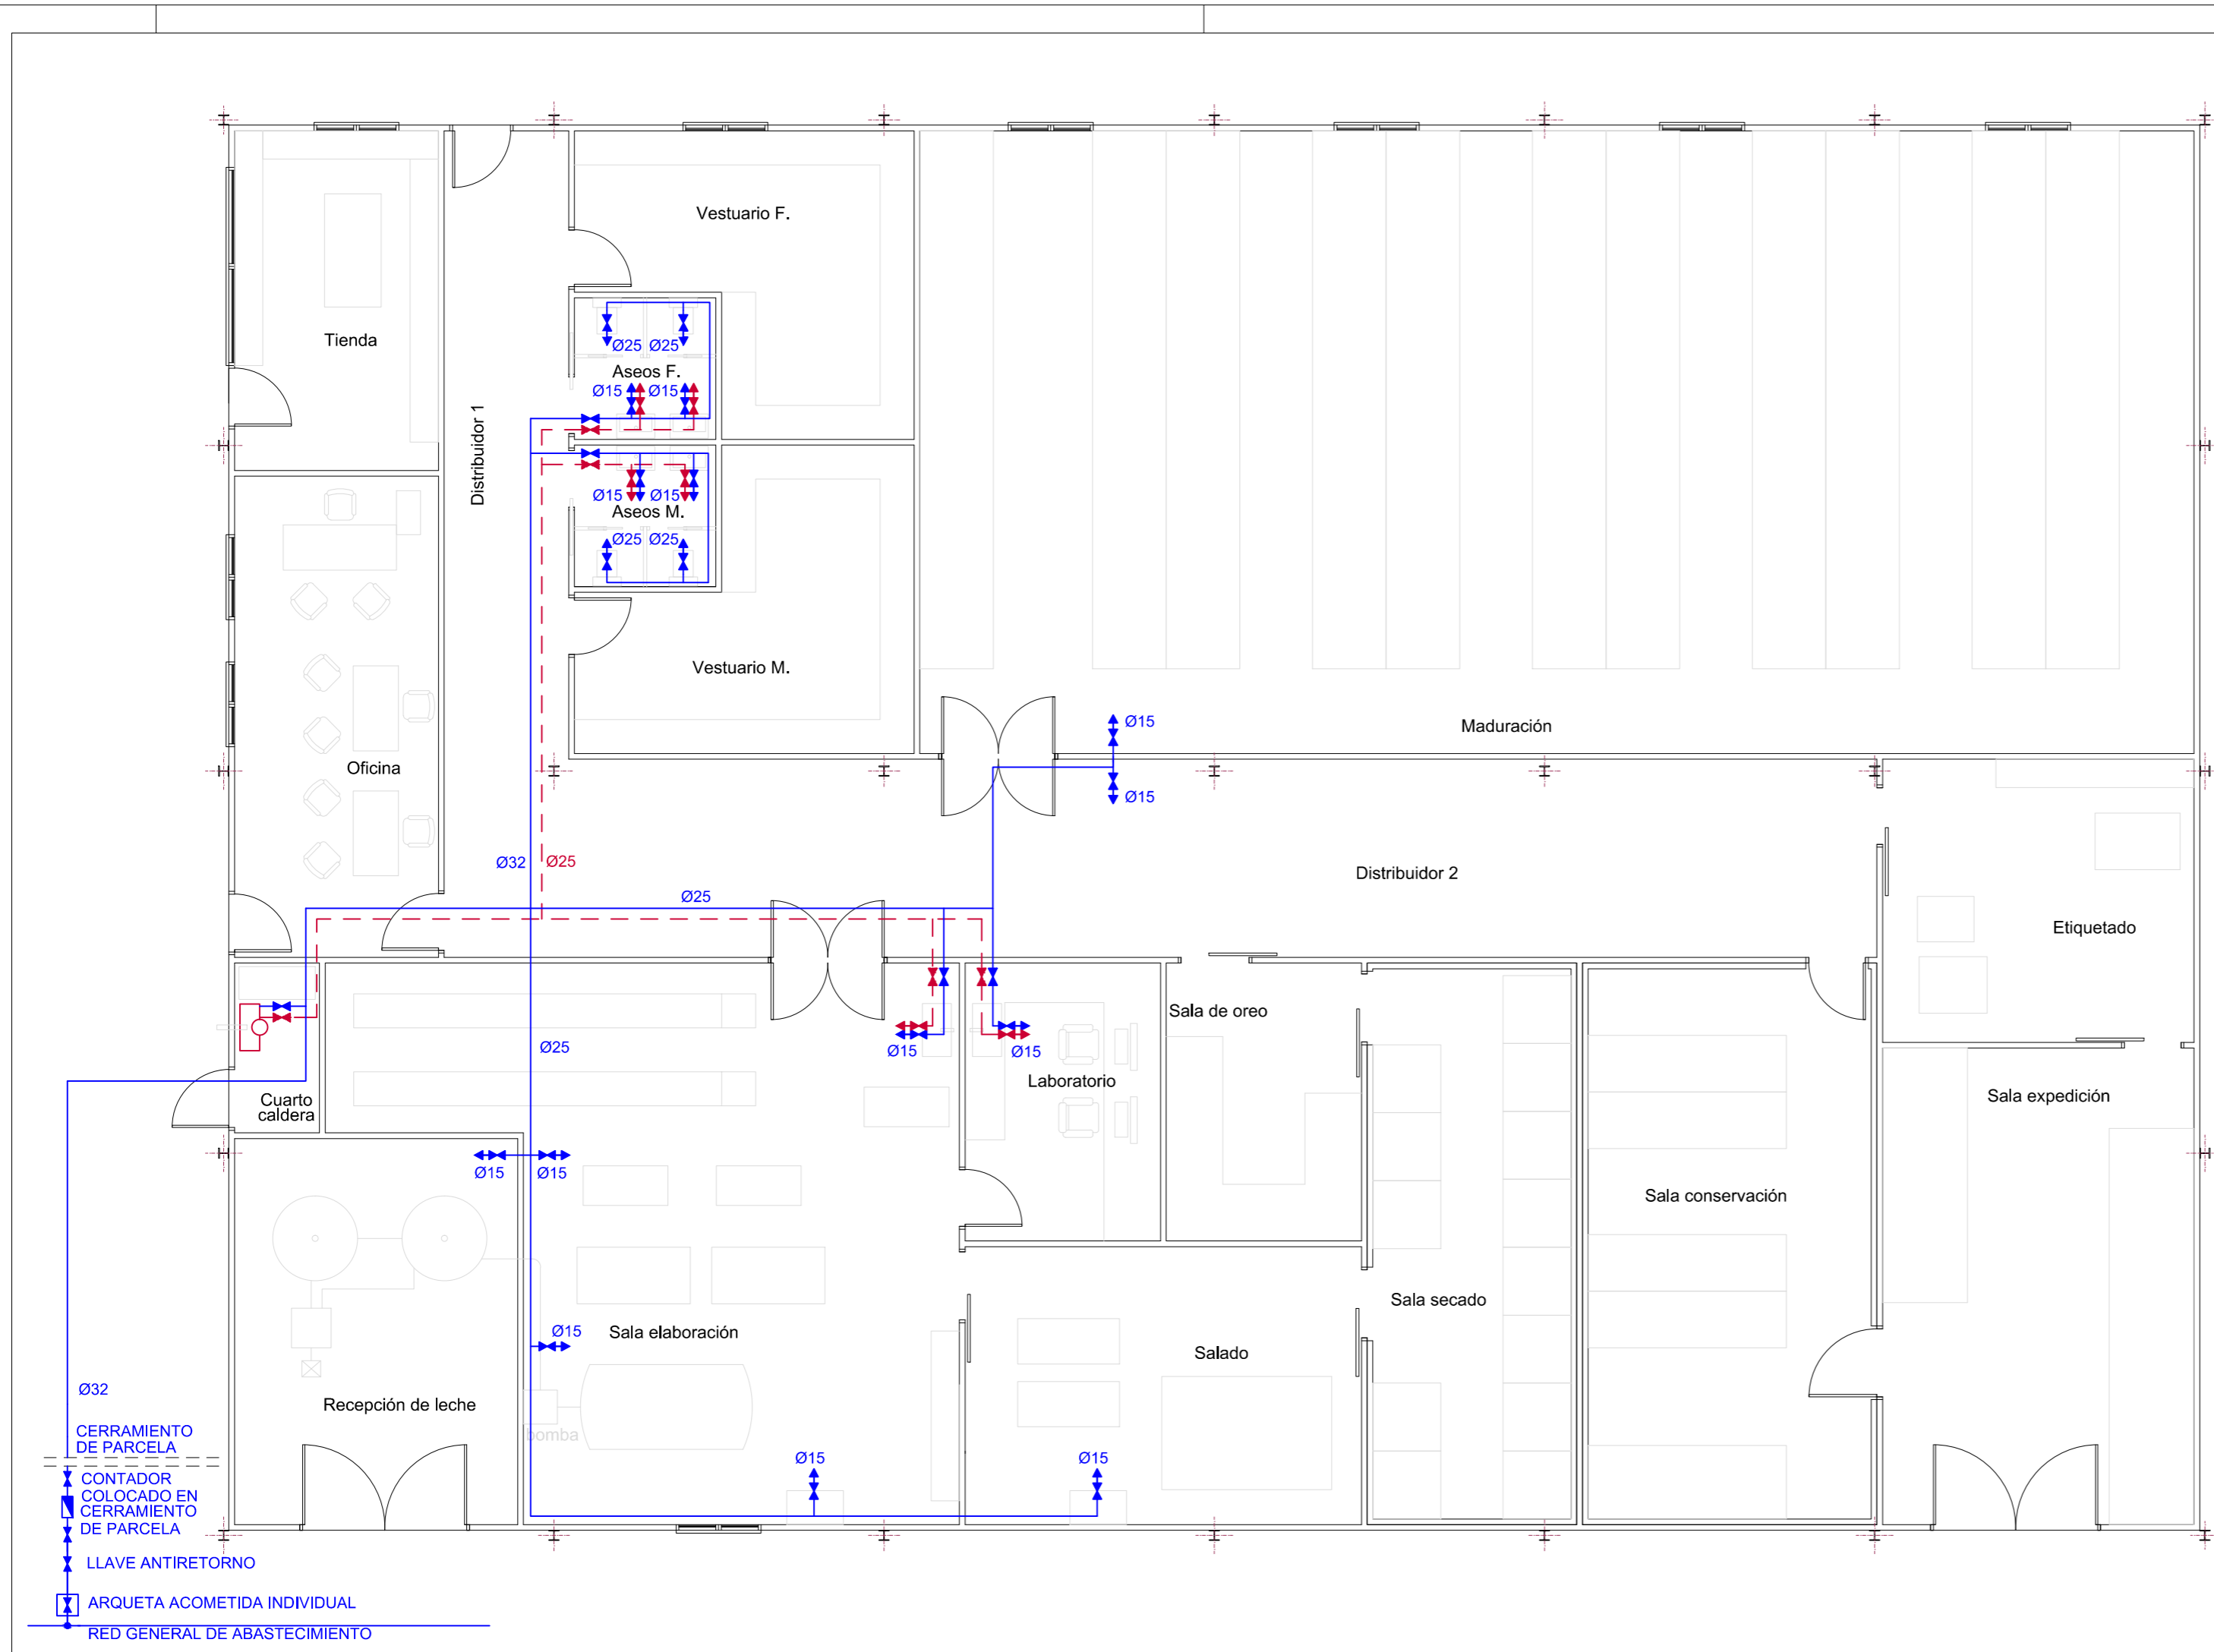 Vestuario F.
Tienda
Ø25 Ø25
Aseos F.
Ø15 Ø15
Distribuidor 1
Ø15 Ø15
Aseos M.
Ø25 Ø25
Vestuario M.
Ø15
Maduración
Oficina
Ø15
Ø32 Ø25
Distribuidor 2
Ø25
Etiquetado
Sala de oreo
Ø25
Ø15
Ø15
Laboratorio
Cuarto
caldera
Sala expedición
Ø15 Ø15
Sala conservación
Sala secado
Ø15
Sala elaboración
Salado
Ø32
Recepción de leche
bomba
CERRAMIENTO
DE PARCELA
Ø15
Ø15
CONTADOR
COLOCADO EN
CERRAMIENTO
DE PARCELA
LLAVE ANTIRETORNO
ARQUETA ACOMETIDA INDIVIDUAL
RED GENERAL DE ABASTECIMIENTO